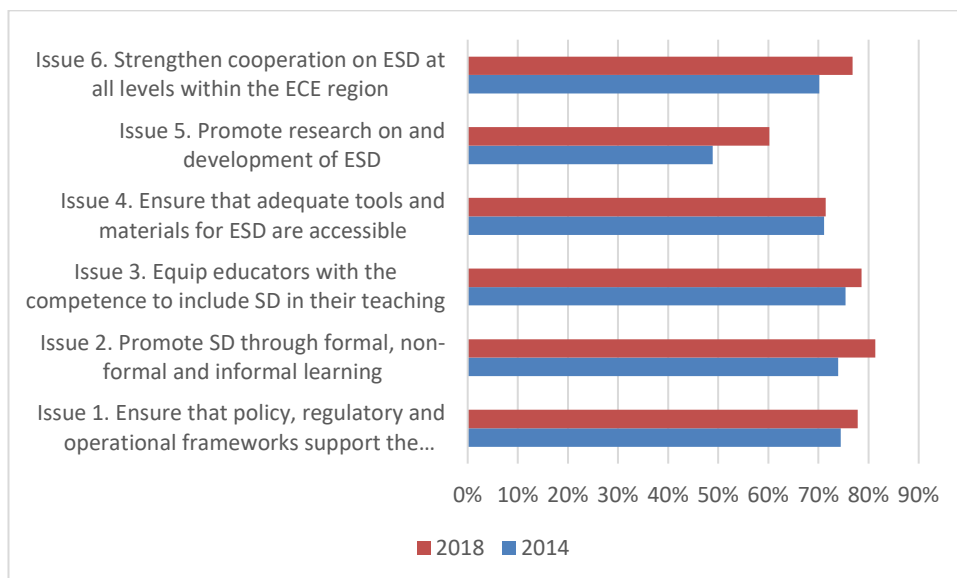 Issue 6. Strengthen cooperation on ESD at
all levels within the ECE region
Issue 5. Promote research on and
development of ESD
Issue 4. Ensure that adequate tools and
materials for ESD are accessible
Issue 3. Equip educators with the
competence to include SD in their teaching
Issue 2. Promote SD through formal, non-
formal and informal learning
Issue 1. Ensure that policy, regulatory and
operational frameworks support the…
0% 10% 20% 30% 40% 50% 60% 70% 80% 90%
2018 2014